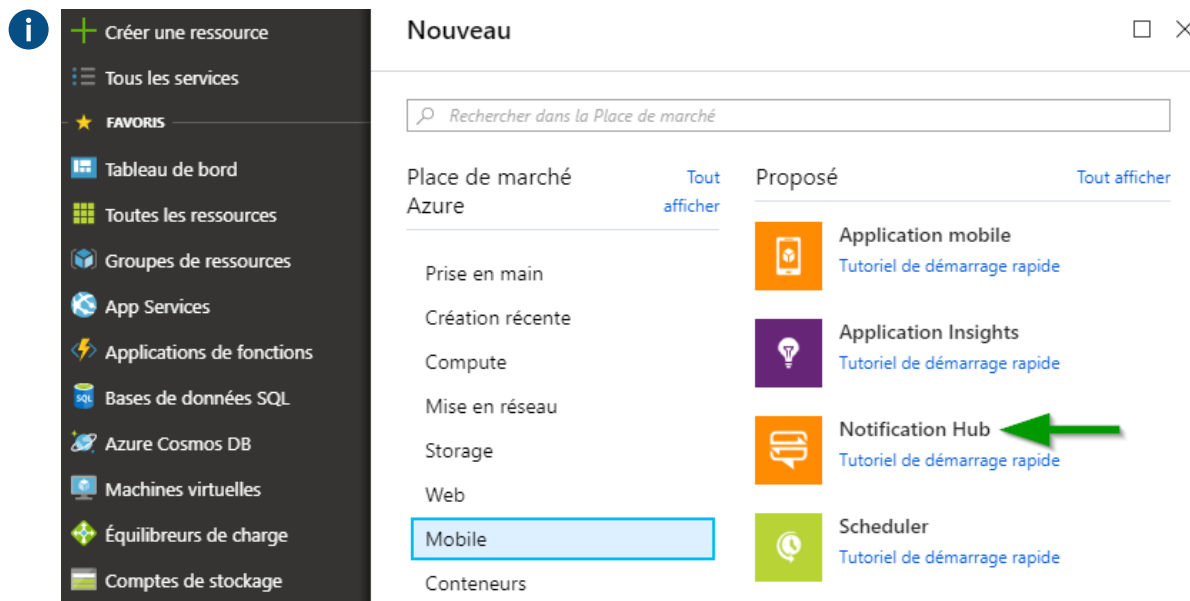 i
Créer une ressource
Tous les services
FAVORIS
Tableau de bord
Toutes les ressources
Groupes de ressources
App Services
Applications de fonctions
Bases de données SQL
SQL
Azure Cosmos DB
Machines virtuelles
Équilibreurs de charge
Comptes de stockage
Nouveau
Rechercher dans la Place de marché
Place de marché
Azure
Tout
afficher
Prise en main
Création récente
Compute
Mise en réseau
Storage
Web
Mobile
Conteneurs
Proposé
Tout afficher
Application mobile
Tutoriel de démarrage rapide
Application Insights
Tutoriel de démarrage rapide
Notification Hub
Tutoriel de démarrage rapide
Scheduler
Tutoriel de démarrage rapide